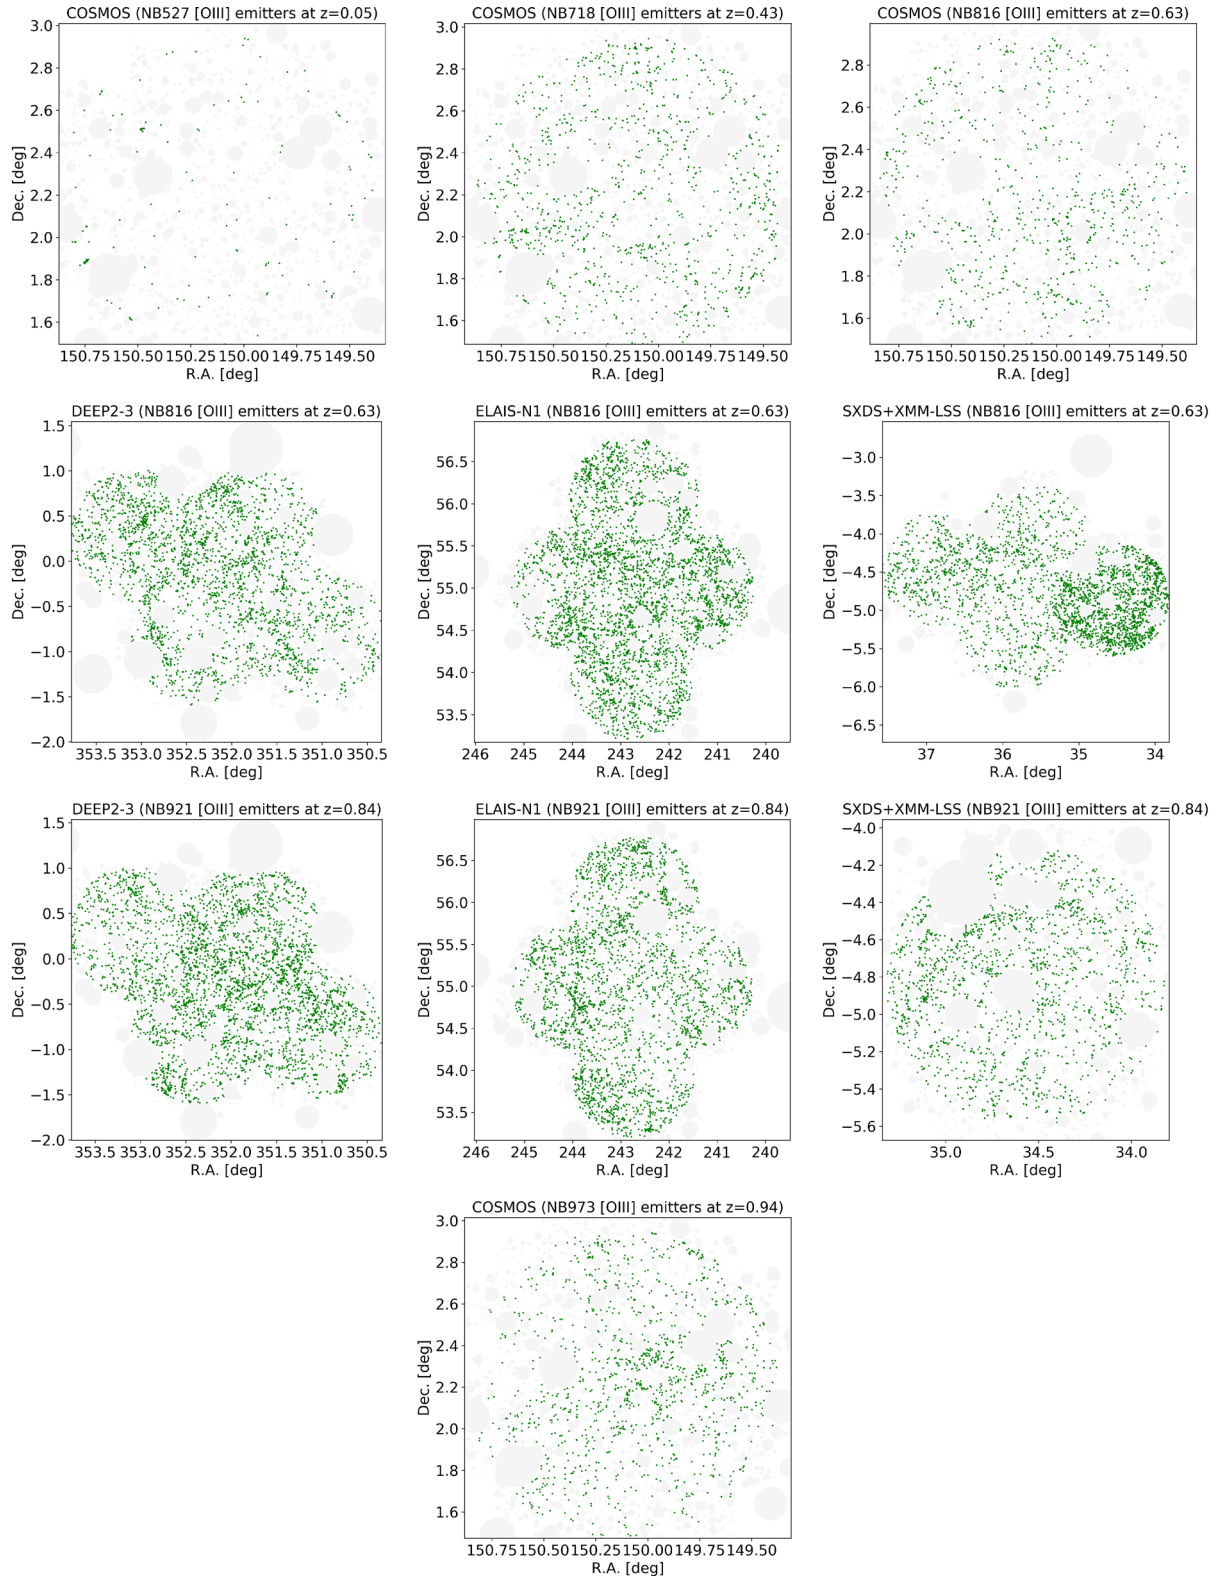 COSMOS (NB527 [OIII] emitters at z=0.05)
3.0
2.8
2.6
2.4
2.2
2.0
1.8
1.6
Dec. [deg]
150.75 150.50 150.25 150.00 149.75 149.50
R.A. [deg]
COSMOS (NB718 [OIII] emitters at z=0.43)
3.0
2.8
2.6
2.4
2.2
2.0
1.8
1.6
Dec. [deg]
150.75 150.50 150.25 150.00 149.75 149.50
R.A. [deg]
COSMOS (NB816 [OIII] emitters at z=0.63)
2.8
2.6
2.4
2.2
2.0
1.8
1.6
Dec. [deg]
150.75 150.50 150.25 150.00 149.75 149.50
R.A. [deg]
DEEP2-3 (NB816 [OIII] emitters at z=0.63)
1.5
1.0
0.5
0.0
−0.5
−1.0
−1.5
−2.0
Dec. [deg]
353.5 353.0 352.5 352.0 351.5 351.0 350.5
R.A. [deg]
ELAIS-N1 (NB816 [OIII] emitters at z=0.63)
56.5
56.0
55.5
55.0
54.5
54.0
53.5
Dec. [deg]
246 245 244 243 242 241 240
R.A. [deg]
SXDS+XMM-LSS (NB816 [OIII] emitters at z=0.63)
−3.0
−3.5
−4.0
−4.5
−5.0
−5.5
−6.0
−6.5
Dec. [deg]
37 36 35 34
R.A. [deg]
DEEP2-3 (NB921 [OIII] emitters at z=0.84)
1.5
1.0
0.5
0.0
−0.5
−1.0
−1.5
−2.0
Dec. [deg]
353.5 353.0 352.5 352.0 351.5 351.0 350.5
R.A. [deg]
ELAIS-N1 (NB921 [OIII] emitters at z=0.84)
56.5
56.0
55.5
55.0
54.5
54.0
53.5
Dec. [deg]
246 245 244 243 242 241 240
R.A. [deg]
SXDS+XMM-LSS (NB921 [OIII] emitters at z=0.84)
−4.0
−4.2
−4.4
−4.6
−4.8
−5.0
−5.2
−5.4
−5.6
Dec. [deg]
35.0 34.5 34.0
R.A. [deg]
COSMOS (NB973 [OIII] emitters at z=0.94)
3.0
2.8
2.6
2.4
2.2
2.0
1.8
1.6
Dec. [deg]
150.75 150.50 150.25 150.00 149.75 149.50
R.A. [deg]